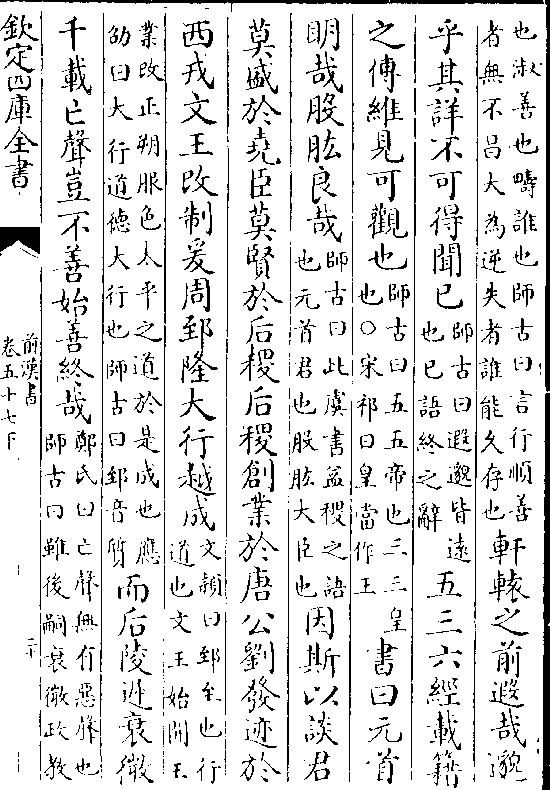 也淑善也疇誰也師古曰言行順善
者無不昌大為逆失者誰能久存也
軒轅之前遐哉邈
乎其詳不可得聞已
師古曰遐邈皆遠
也已語終之辭
五三六經載籍
之傳維見可觀也
師古曰五五帝也三三皇
也○宋祁曰皇當作王
書曰元首
眀哉股肱良哉
師古曰此虞書益稷之語
也元首君也股肱大臣也
因斯以談君
莫盛於堯臣莫賢於后稷后稷創業於唐公劉發迹於
西戎文王改制爰周郅隆大行越成
文頴曰郅至也行
道也文王始開王
業改正朔服色太平之道於是成也應
劭曰大行道德大行也師古曰郅音質
而后陵遲衰微
千載亡聲豈不善始善終哉
鄭氏曰亡聲無有惡聲也
師古曰雖後嗣衰微政教
欽定四庫全書
前漢書
卷五十七下